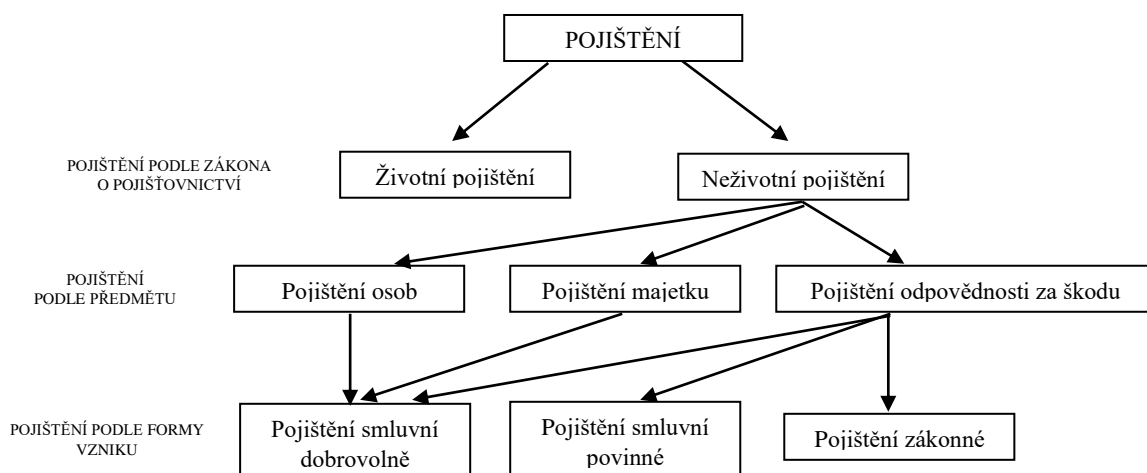 POJIŠTĚNÍ
POJIŠTĚNÍ PODLE ZÁKONA
O POJIŠŤOVNICTVÍ
Životní pojištění
Neživotní pojištění
POJIŠTĚNÍ
PODLE PŘEDMĚTU
Pojištění osob
Pojištění majetku
Pojištění odpovědnosti za škodu
POJIŠTĚNÍ PODLE FORMY
VZNIKU
Pojištění smluvní
dobrovolně
Pojištění smluvní
povinné
Pojištění zákonné